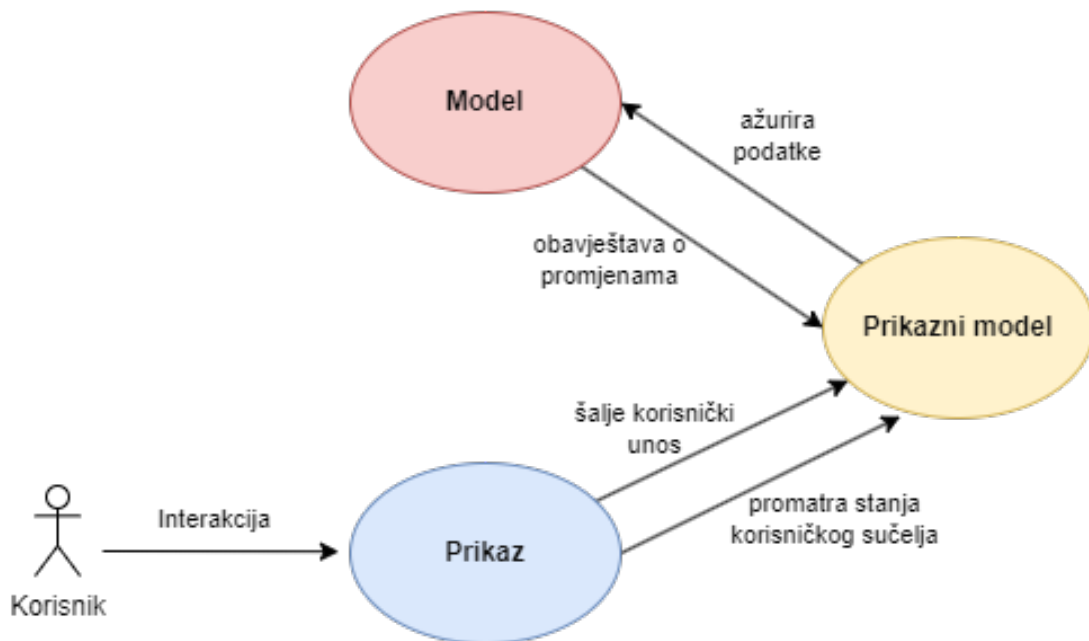 Model
ažurira
podatke
obavještava o
promjenama
Prikazni model
šalje korisnički
unos
Interakcija
promatra stanja
korisničkog sučelja
Prikaz
Korisnik